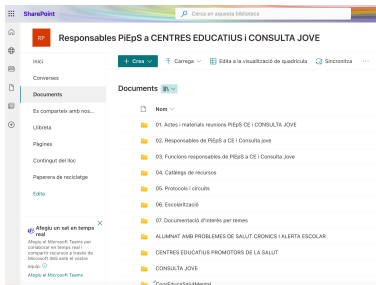 SharePoint
Cerca en aquesta biblioteca
RP
Responsables PiEpS a CENTRES EDUCATIUS i CONSULTA JOVE
Inici
Converses
Documents
Es comparteix amb nos...
Llibreta
Pàgines
Contingut del lloc
Paperera de reciclatge
Edita
Afegiu un xat en temps real
Afegiu el Microsoft Teams per
col·laborar en temps real i
compartir recursos a través de
Microsoft 365 amb el vostre
equip.
Afegiu el Microsoft Teams
+ Crea
Carrega
Edita a la visualització de quadrícula
Sincronitza
...
Documents
Nom
01. Actes i materials reunions PiEpS CE i CONSULTA JOVE
02. Responsables de PiEpS a CE i Consulta jove
03. Funcions responsables de PiEpS a CE i Consulta Jove
04. Catàlegs de recursos
05. Protocols i circuits
06. Escolarització
07. Documentació d'interès per temes
ALUMNAT AMB PROBLEMES DE SALUT CRONICS I ALERTA ESCOLAR
CENTRES EDUCATIUS PROMOTORS DE LA SALUT
CONSULTA JOVE
CoopEducaSalutMental